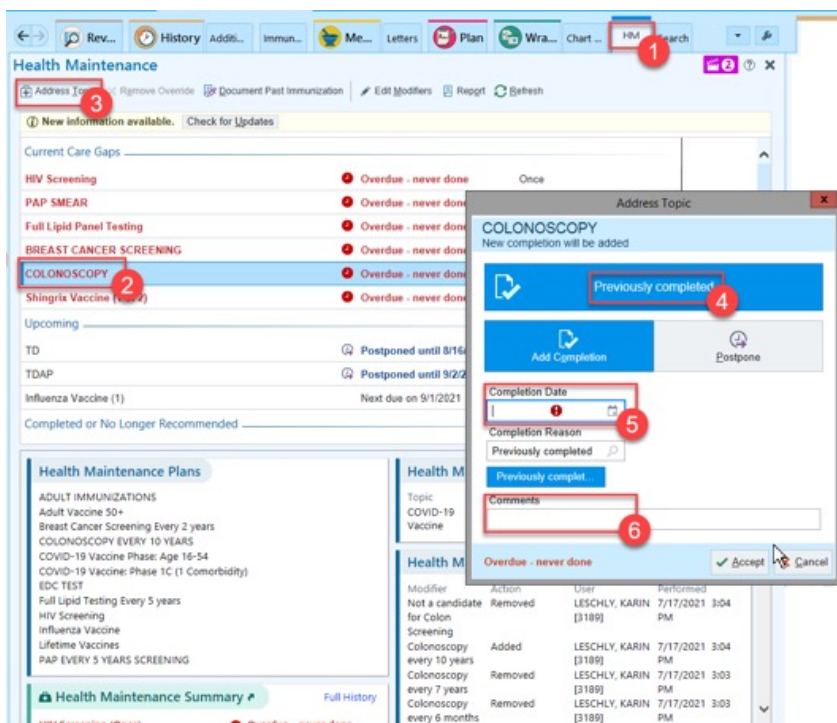 Rev...
History
Additi...
Immun...
Me...
Letters
Plan
Wra...
Chart ...
HM
Search
1
Health Maintenance
2
Address
3
Remove Override
Document Past Immunization
Edit Modifiers
Report
Refresh
New information available.
Check for Updates
Current Care Gaps
HIV Screening
Overdue - never done
Once
PAP SMEAR
Overdue - never done
Full Lipid Panel Testing
Overdue - never done
BREAST CANCER SCREENING
Overdue - never done
COLONOSCOPY
2
Overdue - never done
Shingrix Vaccine
Overdue - never done
Upcoming
TD
Postponed until 8/16/
TDAP
Postponed until 9/2/2
Influenza Vaccine (1)
Next due on 9/1/2021
Completed or No Longer Recommended
Address Topic
x
COLONOSCOPY
New completion will be added
Previously completed
4
Add Completion
Postpone
Completion Date
5
Completion Reason
Previously completed
Previously complet...
Comments
6
Overdue - never done
Accept
Cancel
Health Maintenance Plans
ADULT IMMUNIZATIONS
Adult Vaccine 50+
Breast Cancer Screening Every 2 years
COLONOSCOPY EVERY 10 YEARS
COVID-19 Vaccine Phase: Age 16-54
COVID-19 Vaccine: Phase 1C (1 Comorbidity)
EDC TEST
Full Lipid Testing Every 5 years
HIV Screening
Influenza Vaccine
Lifetime Vaccines
PAP EVERY 5 YEARS SCREENING
Health Maintenance Summary
Full History
Health M
Topic
COVID-19
Vaccine
Health M
Modifier Action User Performed
Not a candidate Removed LESCHLY, KARIN 7/17/2021 3:04
for Colon [3189] PM
Screening
Colonoscopy Added LESCHLY, KARIN 7/17/2021 3:04
every 10 years [3189] PM
Colonoscopy Removed LESCHLY, KARIN 7/17/2021 3:03
every 7 years [3189] PM
Colonoscopy Removed LESCHLY, KARIN 7/17/2021 3:03
every 6 months [3189] PM